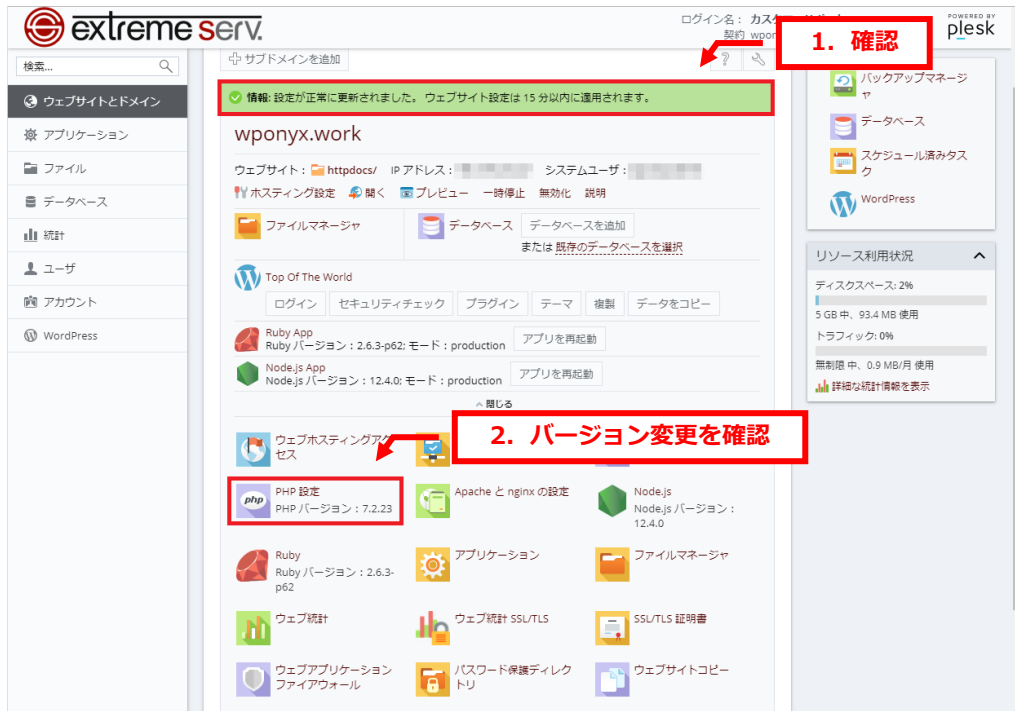 extreme serv.
ログイン名：
契約
POWERED BY
plesk
1. 確認
検索...
サブドメインを追加
?
バックアップマネージ
ャ
データベース
スケジュール済みタス
ク
WordPress
ウェブサイトとドメイン
アプリケーション
ファイル
データベース
統計
ユーザ
アカウント
WordPress
情報: 設定が正常に更新されました。 ウェブサイト設定は 15 分以内に適用されます。
wponyx.work
ウェブサイト： httpdocs/ IP アドレス： システムユーザ：
ホスティング設定 開く プレビュー 一時停止 無効化 説明
ファイルマネージャ
データベース データベースを追加
または 既存のデータベースを選択
Top Of The World
ログイン セキュリティチェック プラグイン テーマ 複製 データをコピー
Ruby App
Ruby バージョン：2.6.3-p62; モード：production アプリを再起動
Node.js App
Node.js バージョン：12.4.0; モード：production アプリを再起動
閉じる
リソース利用状況
ディスクスペース: 2%
5 GB 中、93.4 MB 使用
トラフィック: 0%
無制限 中、0.9 MB/月 使用
詳細な統計情報を表示
2. バージョン変更を確認
ウェブホスティングアク
セス
PHP 設定
PHP バージョン：7.2.23
Apache と nginx の設定
Node.js
Node.js バージョン：
12.4.0
Ruby
Ruby バージョン：2.6.3-
p62
アプリケーション
ファイルマネージャ
ウェブ統計
ウェブ統計 SSL/TLS
SSL/TLS 証明書
ウェブアプリケーション
ファイアウォール
パスワード保護ディレク
トリ
ウェブサイトコピー